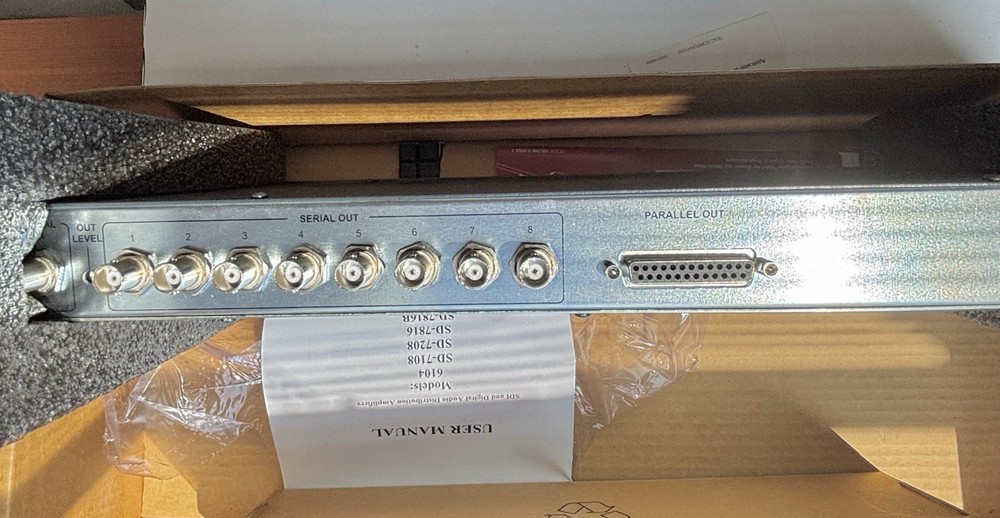 OUT
LEVEL
SERIAL OUT
1 2 3 4 5 6 7 8
PARALLEL OUT
USER MANUAL
SDI and Digital Audio Distribution Amplifiers
Models:
6104
SD-7108
SD-7208
SD-7816
SD-7816R